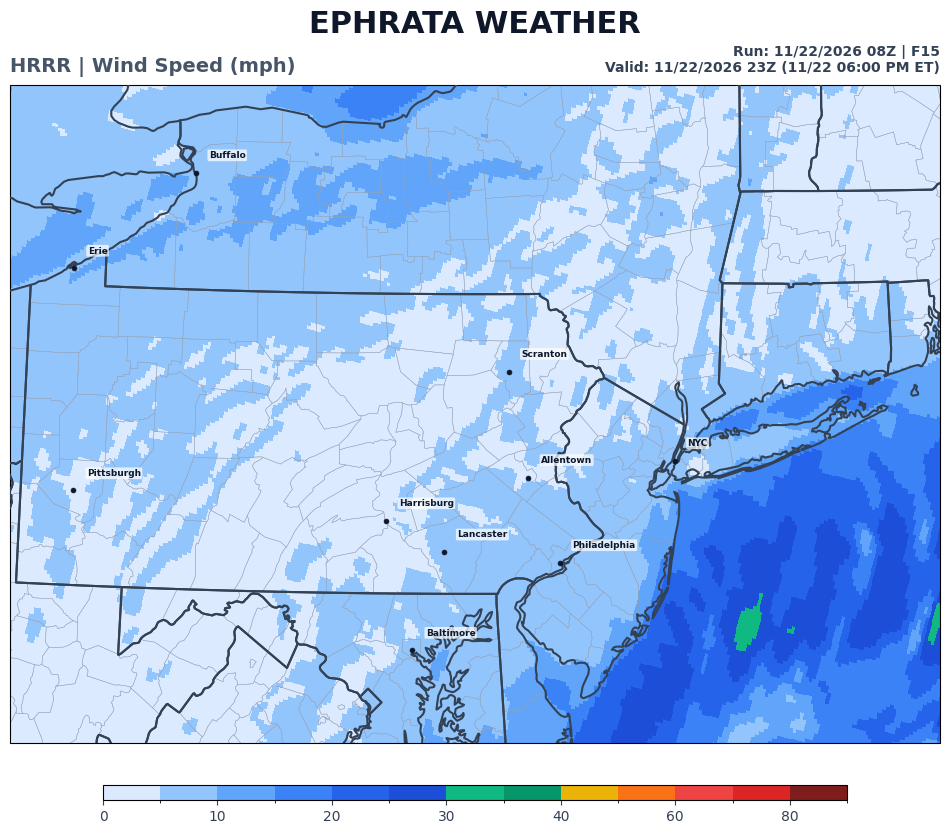 EPHRATA WEATHER
HRRR | Wind Speed (mph)
Run: 11/22/2026 08Z | F15
Valid: 11/22/2026 23Z (11/22 06:00 PM ET)
Buffalo
Erie
Scranton
NYC
Allentown
Pittsburgh
Harrisburg
Lancaster
Philadelphia
Baltimore
0 10 20 30 40 50 60 70 80